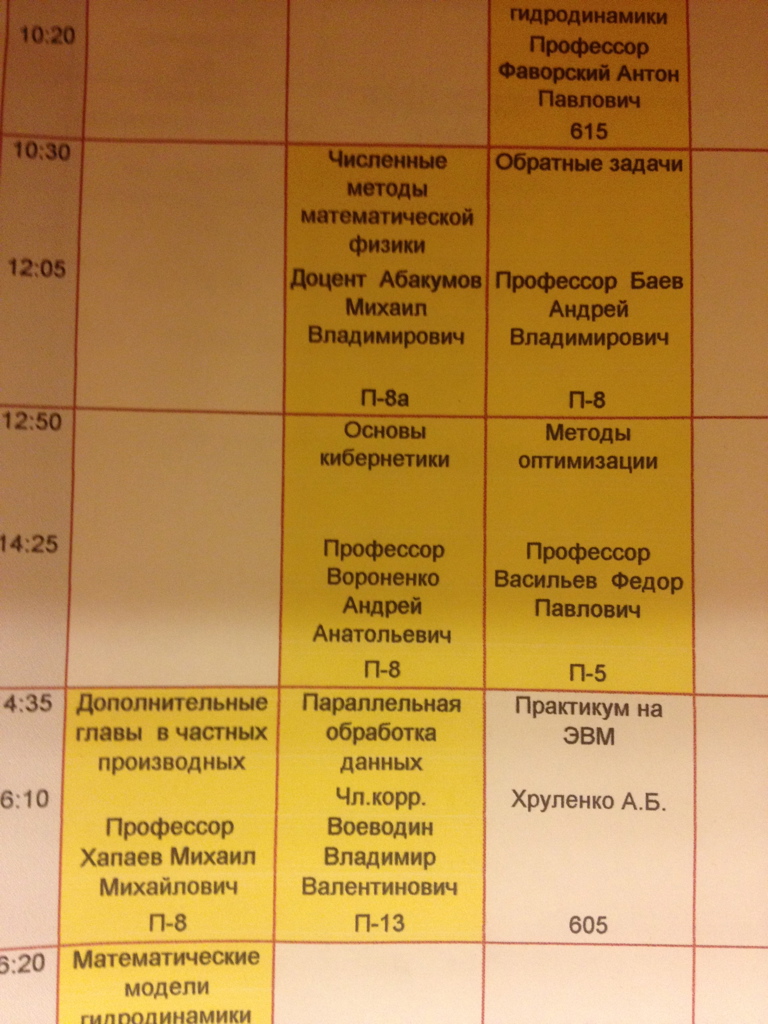 гидродинамики
10:20
Профессор
Фаворский Антон
Павлович
615
10:30
12:05
Численные
методы
математической
физики
Доцент Абакумов
Михаил
Владимирович
П-8а
Обратные задачи
Профессор Баев
Андрей
Владимирович
П-8
12:50
14:25
Основы
кибернетики
Профессор
Вороненко
Андрей
Анатольевич
П-8
Методы
оптимизации
Профессор
Васильев Федор
Павлович
П-5
4:35
6:10
Дополнительные
главы в частных
производных
Профессор
Хапаев Михаил
Михайлович
П-8
Параллельная
обработка
данных
Чл.корр.
Воеводин
Владимир
Валентинович
П-13
Практикум на
ЭВМ
Хруленко А.Б.
605
6:20
Математические
модели
гидродинамики